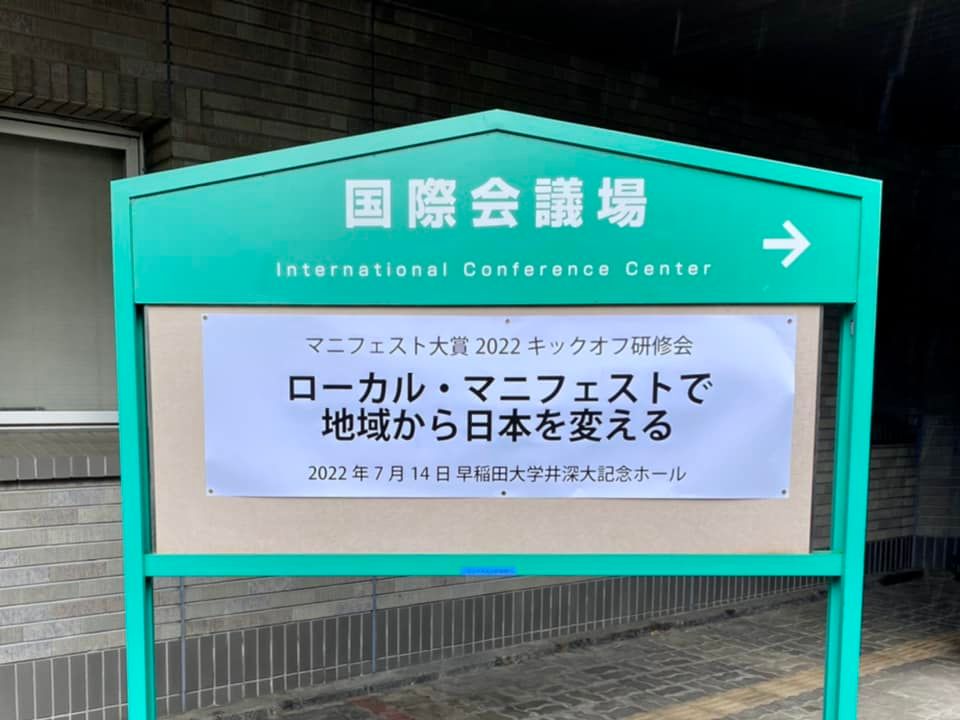 国際会議場
→
International Conference Center
マニフェスト大賞 2022 キックオフ研修会
ローカル・マニフェストで
地域から日本を変える
2022 年 7 月 14 日 早稲田大学井深大記念ホール